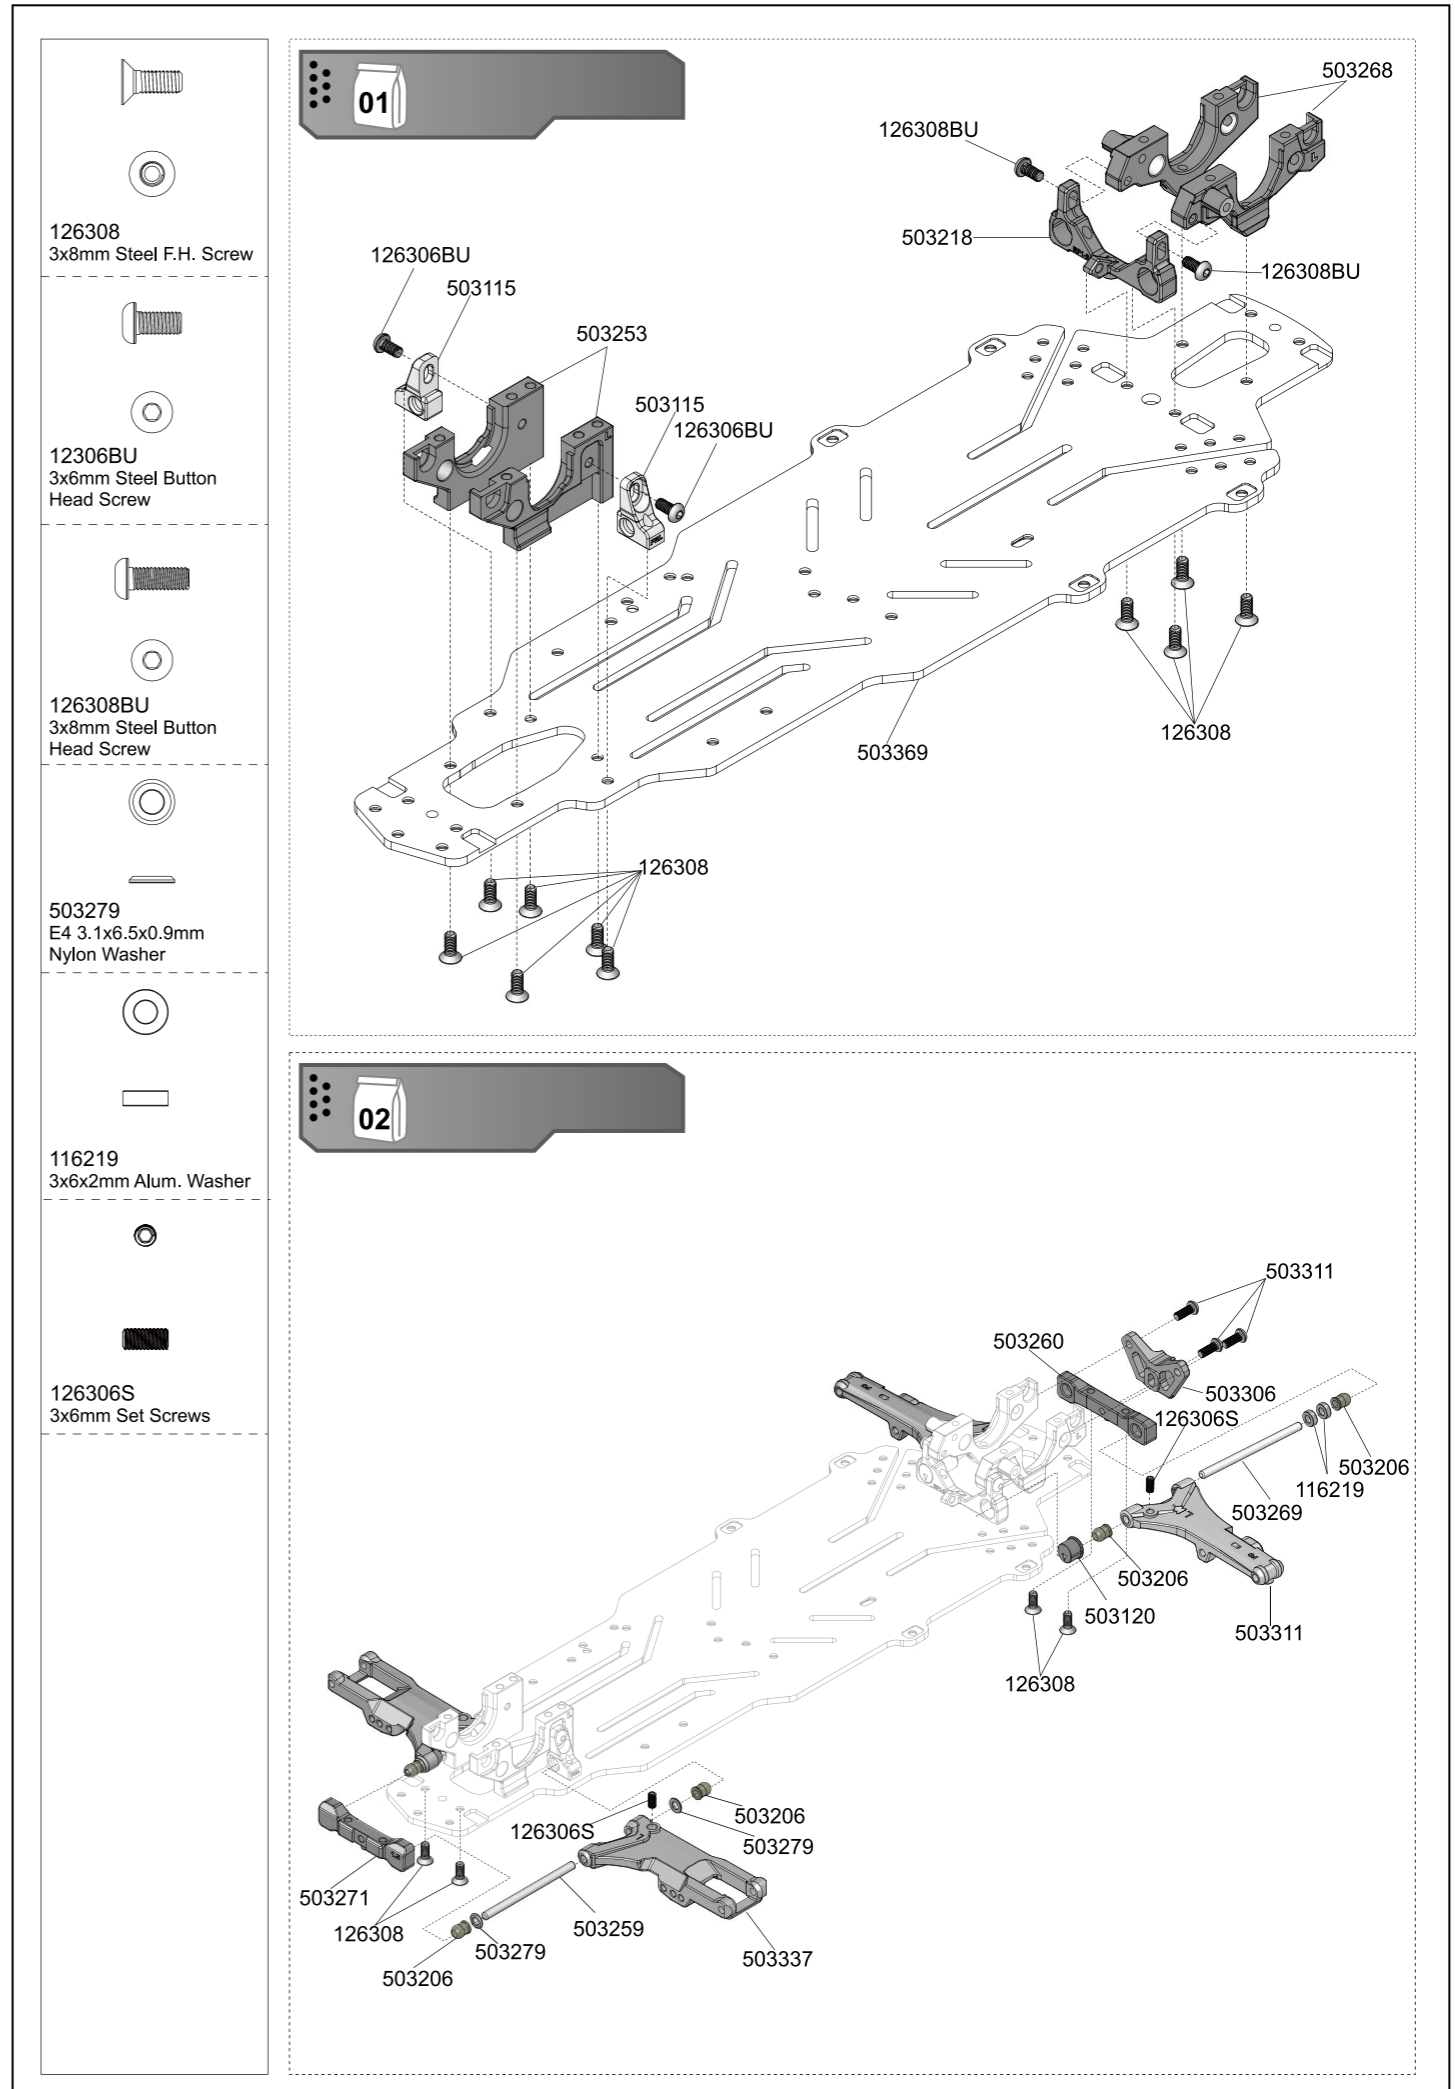 126308
3x8mm Steel F.H. Screw
12306BU
3x6mm Steel Button
Head Screw
126308BU
3x8mm Steel Button
Head Screw
503279
E4 3.1x6.5x0.9mm
Nylon Washer
116219
3x6x2mm Alum. Washer
126306S
3x6mm Set Screws
01
503268
126308BU
503218
126308BU
126306BU
503115
503253
503115
126306BU
126308
503369
126308
02
503311
503260
503306
126306S
503206
116219
503269
503206
503120
503311
126308
503206
126306S
503279
503271
126308
503259
503279
503337
503206